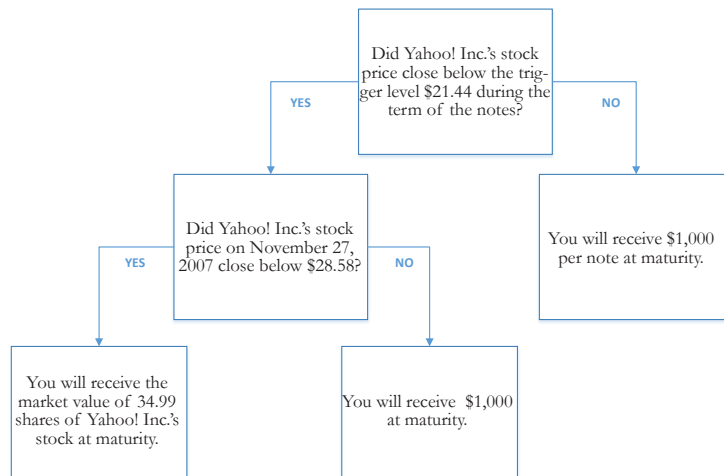 Did Yahoo! Inc.'s stock
price close below the trig-
ger level $21.44 during the
term of the notes?
YES
NO
Did Yahoo! Inc.'s stock
price on November 27,
2007 close below $28.58?
You will receive $1,000
per note at maturity.
YES
NO
You will receive the
market value of 34.99
shares of Yahoo! Inc.'s
stock at maturity.
You will receive  $1,000
at maturity.